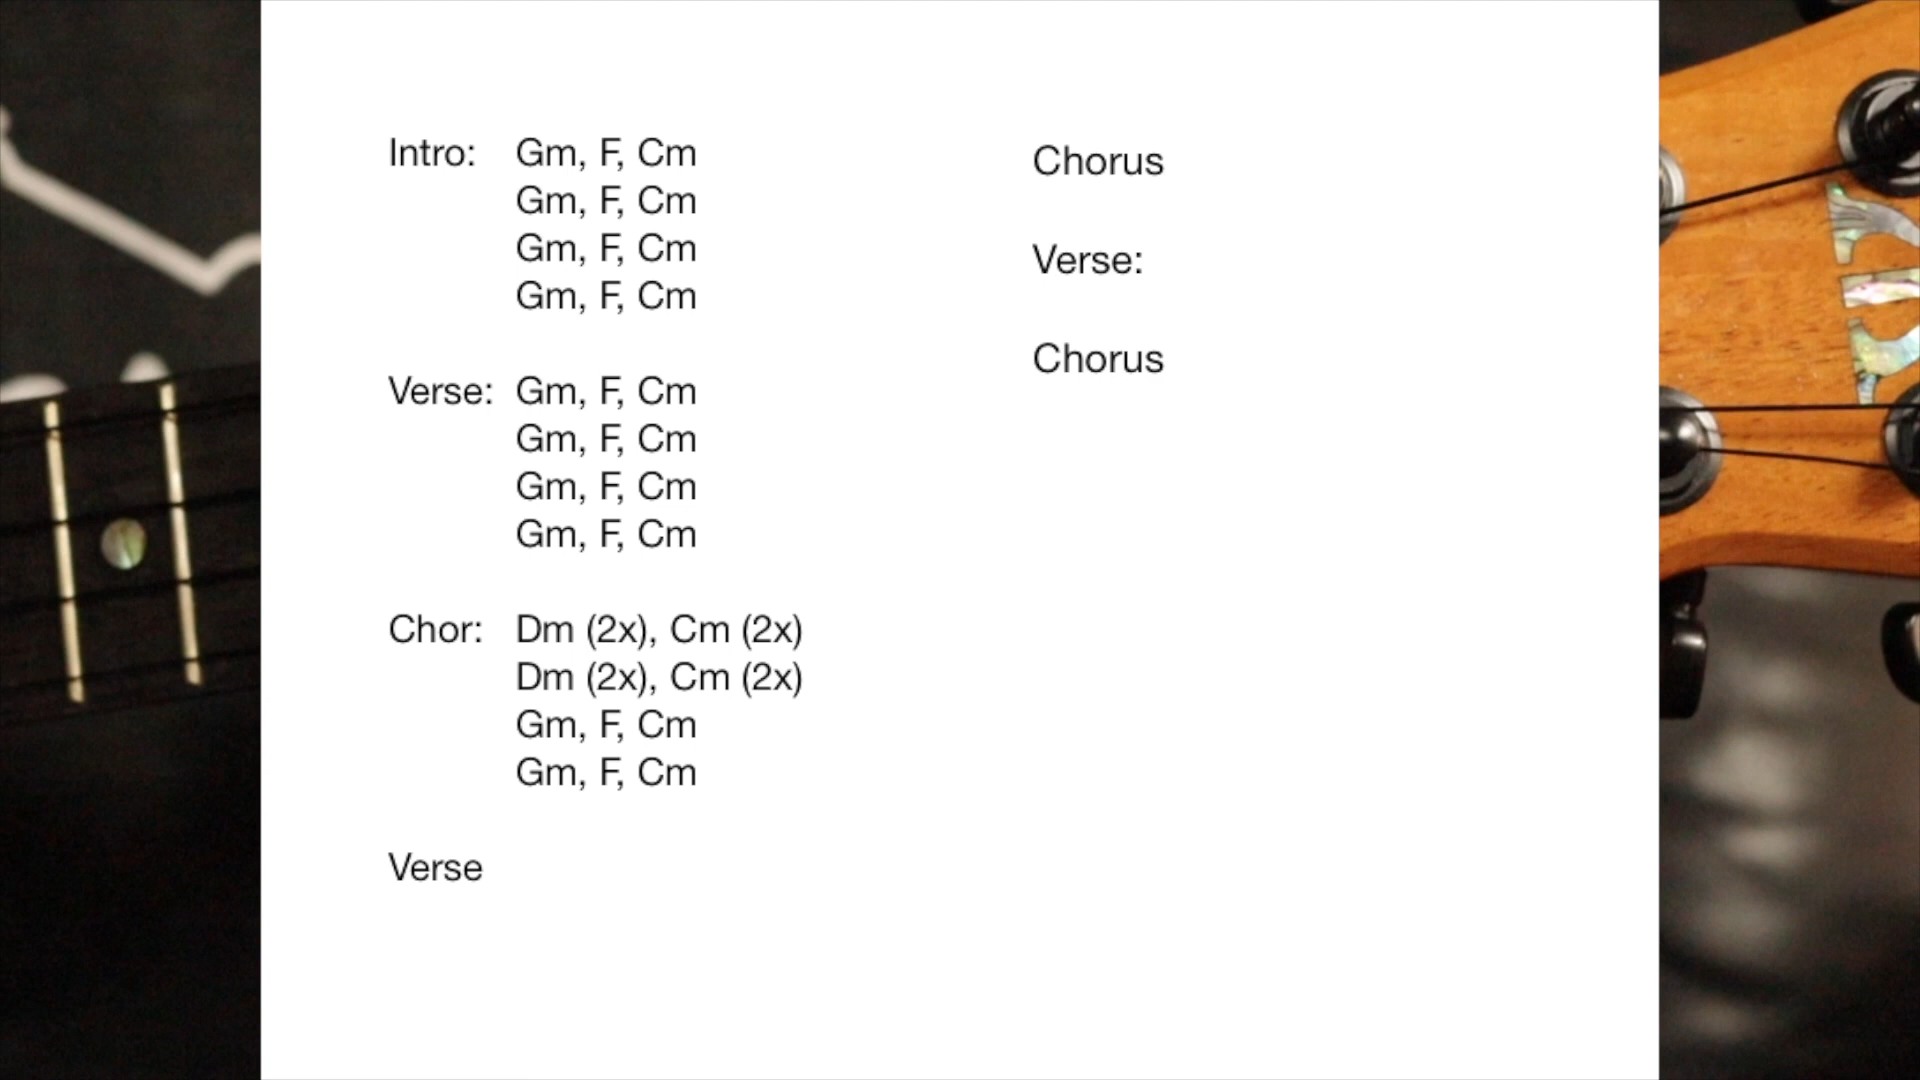 Intro: Gm, F, Cm
Gm, F, Cm
Gm, F, Cm
Gm, F, Cm
Verse: Gm, F, Cm
Gm, F, Cm
Gm, F, Cm
Gm, F, Cm
Chor: Dm (2x), Cm (2x)
Dm (2x), Cm (2x)
Gm, F, Cm
Gm, F, Cm
Verse
Chorus
Verse:
Chorus